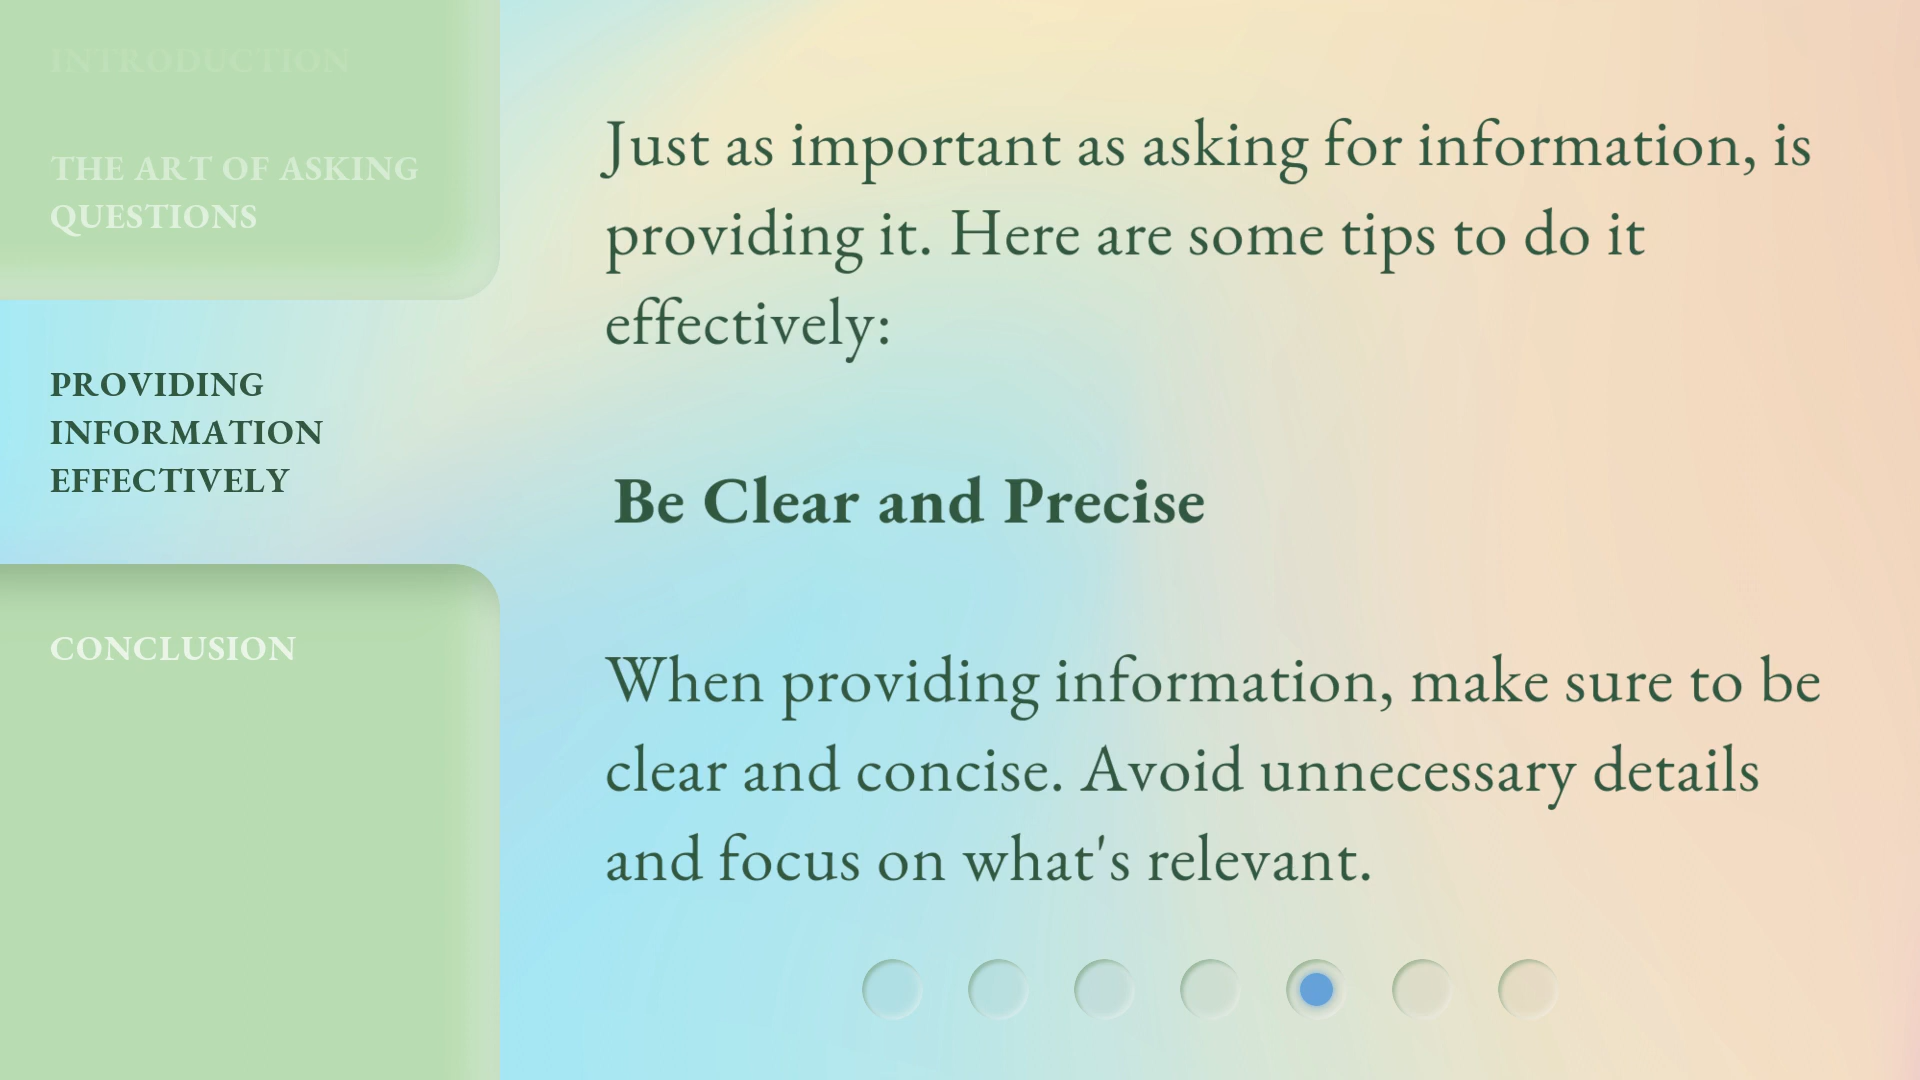 INTRODUCTION
THE ART OF ASKING
QUESTIONS
PROVIDING
INFORMATION
EFFECTIVELY
CONCLUSION
Just as important as asking for information, is
providing it. Here are some tips to do it
effectively:
Be Clear and Precise
When providing information, make sure to be
clear and concise. Avoid unnecessary details
and focus on what's relevant.